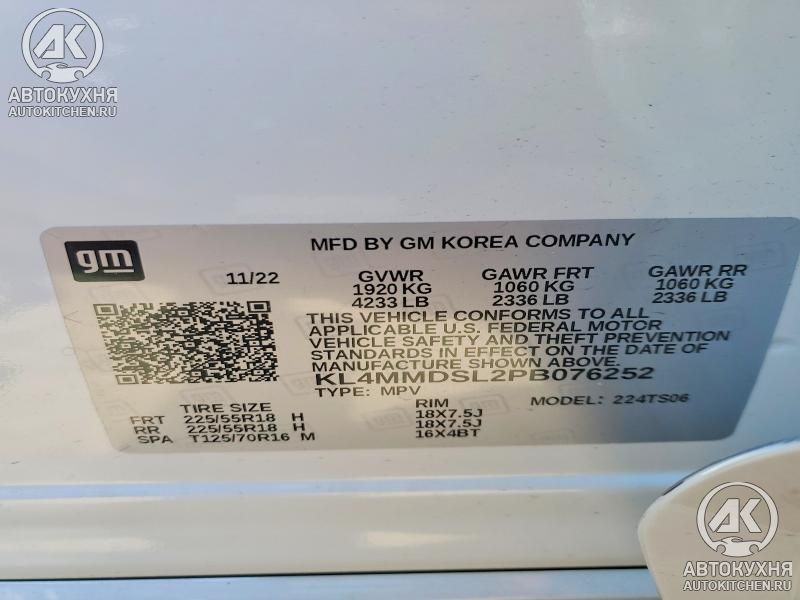 AK
АВТОКУХНЯ
AUTOKITCHEN.RU
gm
MFD BY GM KOREA COMPANY
11/22 GVWR GAWR FRT GAWR RR
1920 KG 1060 KG 1060 KG
4233 LB 2336 LB 2336 LB
THIS VEHICLE CONFORMS TO ALL
APPLICABLE U.S. FEDERAL MOTOR
VEHICLE SAFETY AND THEFT PREVENTION
STANDARDS IN EFFECT ON THE DATE OF
MANUFACTURE SHOWN ABOVE
KL4MMDSL2PB076252
TYPE: MPV MODEL: 224TS06
TIRE SIZE RIM
FRT 225/55R18 H 18X7.5J
RR 225/55R18 H 18X7.5J
SPA T125/70R16 M 16X4BT
AK
АВТОКУХНЯ
AUTOKITCHEN.RU